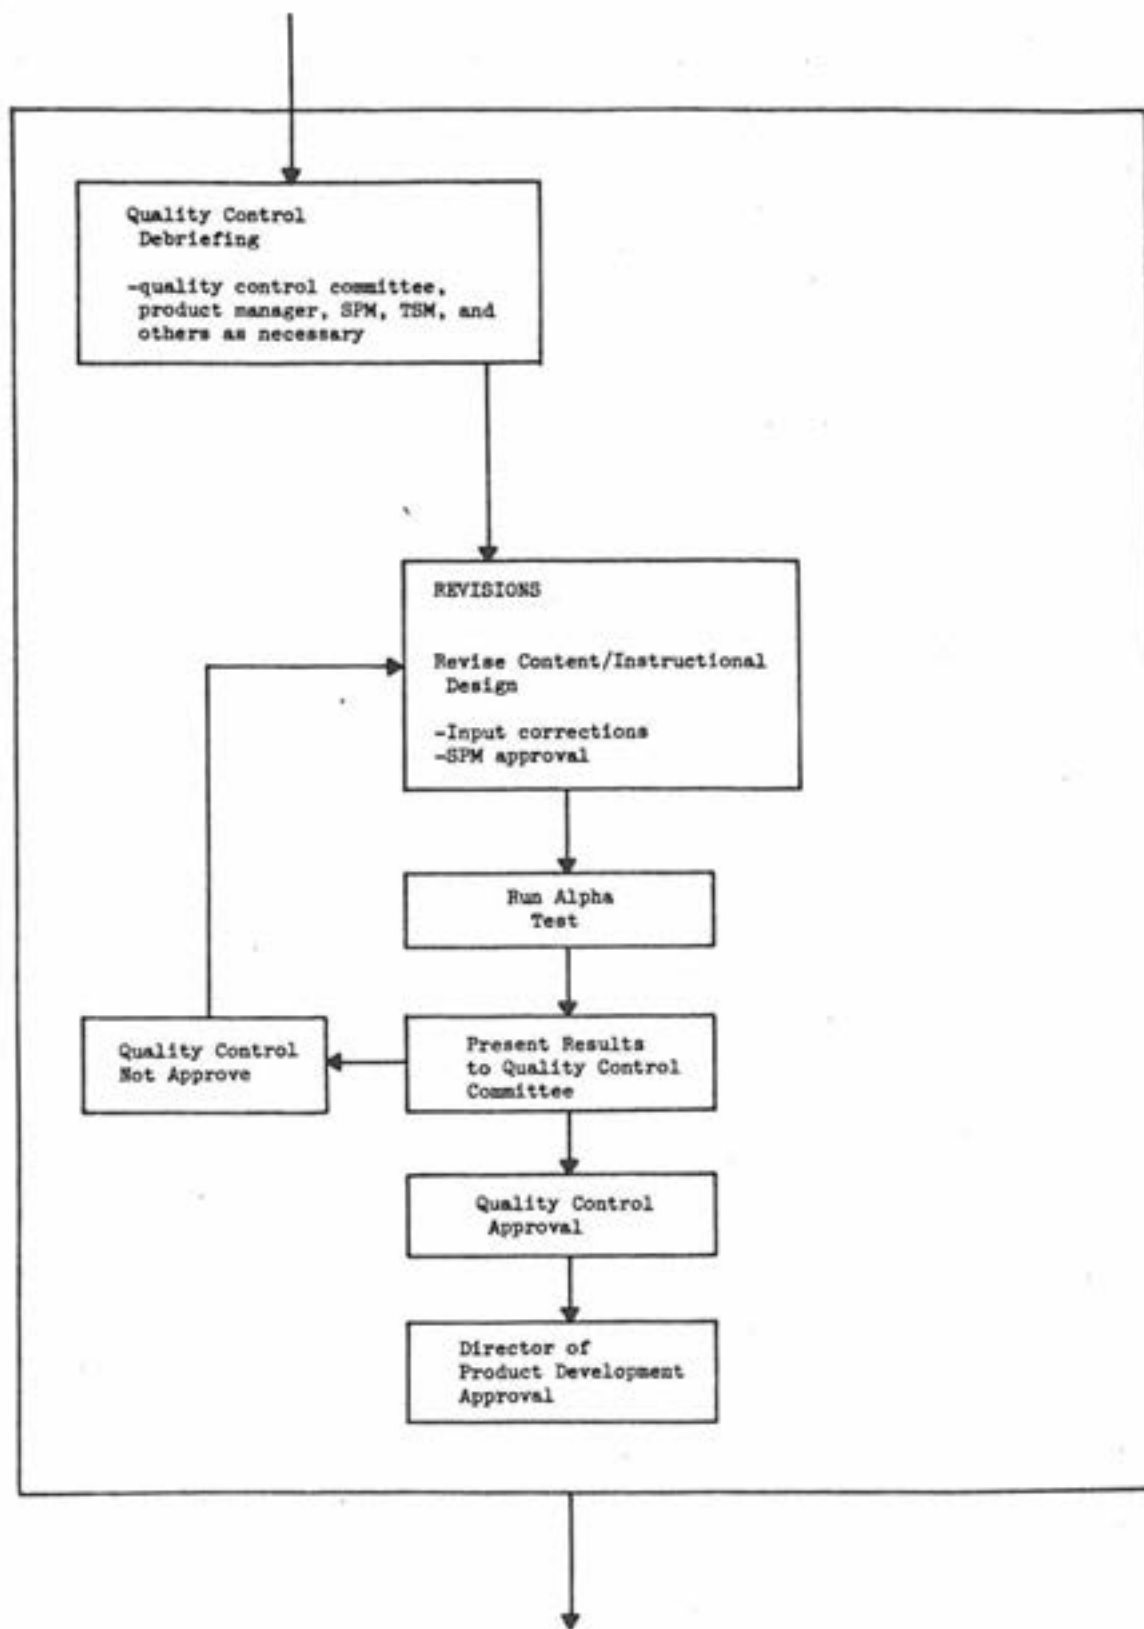 Quality Control
Debriefing
-quality control committee,
product manager, SPM, TSM, and
others as necessary
REVISIONS
Revise Content/Instructional
Design
-Input corrections
-SPM approval
Run Alpha
Test
Quality Control
Not Approve
Present Results
to Quality Control
Committee
Quality Control
Approval
Director of
Product Development
Approval